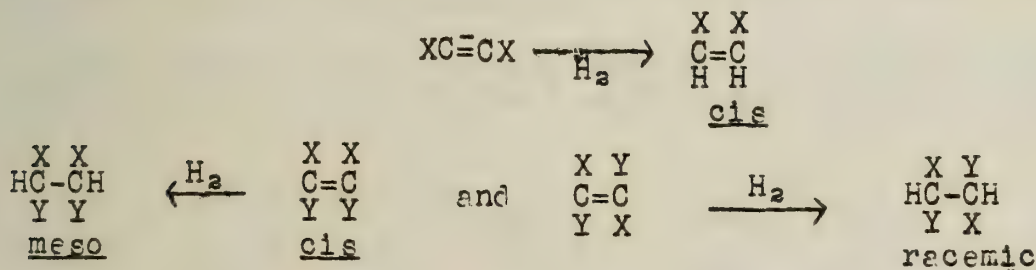 X X
XC≡CX ⟶ C=C
H₂ H H
cis
X X X X X Y X Y
HC-CH ⟵ H₂ C=C and C=C ⟶ H₂ HC-CH
Y Y Y Y Y X Y X
meso cis racemic